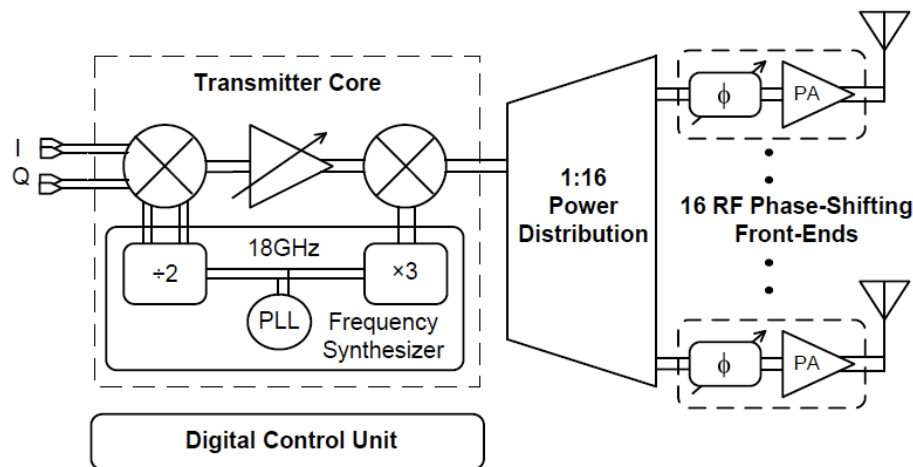 Transmitter Core
I
Q
18GHz
÷2
×3
PLL
Frequency
Synthesizer
Digital Control Unit
1:16
Power
Distribution
ϕ
PA
16 RF Phase-Shifting
Front-Ends
ϕ
PA